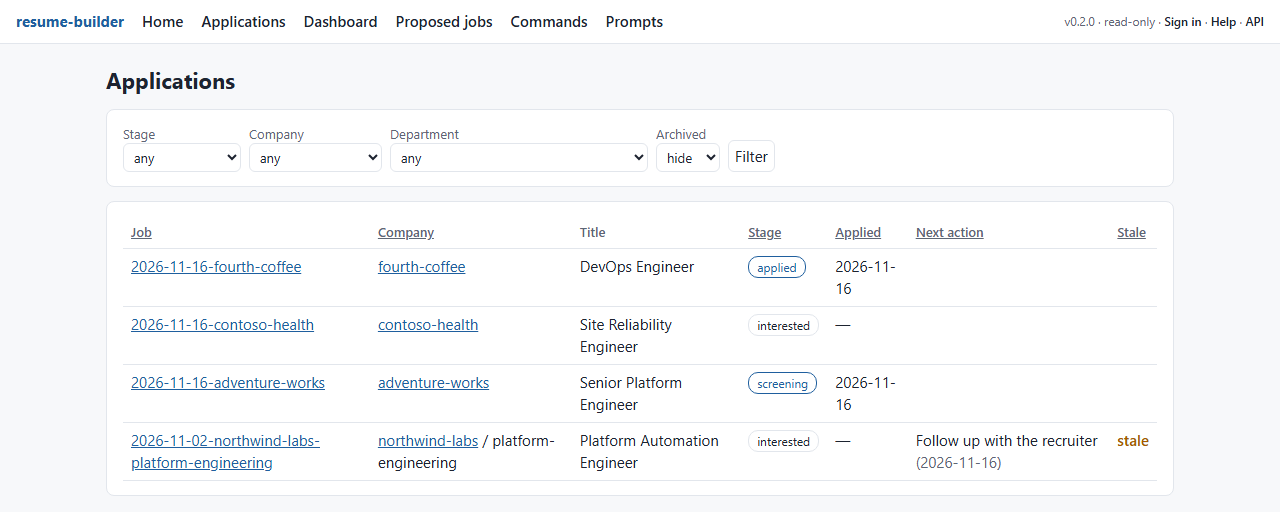 resume-builder Home Applications Dashboard Proposed jobs Commands Prompts v0.2.0 · read-only · Sign in · Help · API
Applications
Stage Company Department Archived
any any any hide Filter
Job Company Title Stage Applied Next action Stale
2026-11-16-fourth-coffee fourth-coffee DevOps Engineer applied 2026-11-
16
2026-11-16-contoso-health contoso-health Site Reliability interested —
Engineer
2026-11-16-adventure-works adventure-works Senior Platform screening 2026-11-
Engineer 16
2026-11-02-northwind-labs- northwind-labs / platform- Platform Automation interested — Follow up with the recruiter stale
platform-engineering engineering Engineer (2026-11-16)